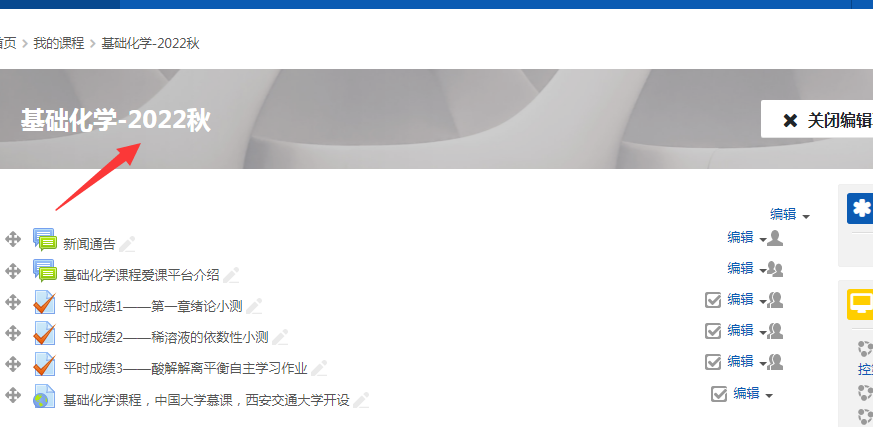 首页 > 我的课程 > 基础化学-2022秋
基础化学-2022秋
关闭编辑
编辑
新闻通告
编辑
基础化学课程爱课平台介绍
编辑
平时成绩1——第一章绪论小测
编辑
平时成绩2——稀溶液的依数性小测
编辑
平时成绩3——酸解解离平衡自主学习作业
编辑
基础化学课程，中国大学慕课，西安交通大学开设
编辑
控